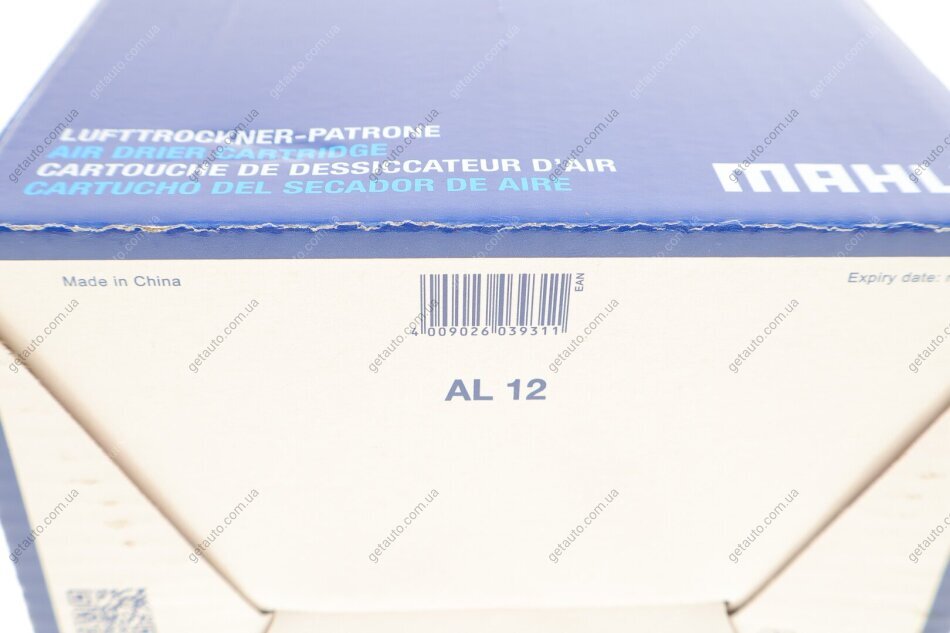 LUFTTROCKNER-PATRONE
AIR DRIER CARTRIDGE
CARTOUCHE DE DESSICCATEUR D'AIR
CARTUCHO DEL SECADOR DE AIRE
MAHL
Made in China
EAN
Expiry date:
4 009026 039311
AL 12
getauto.com.ua